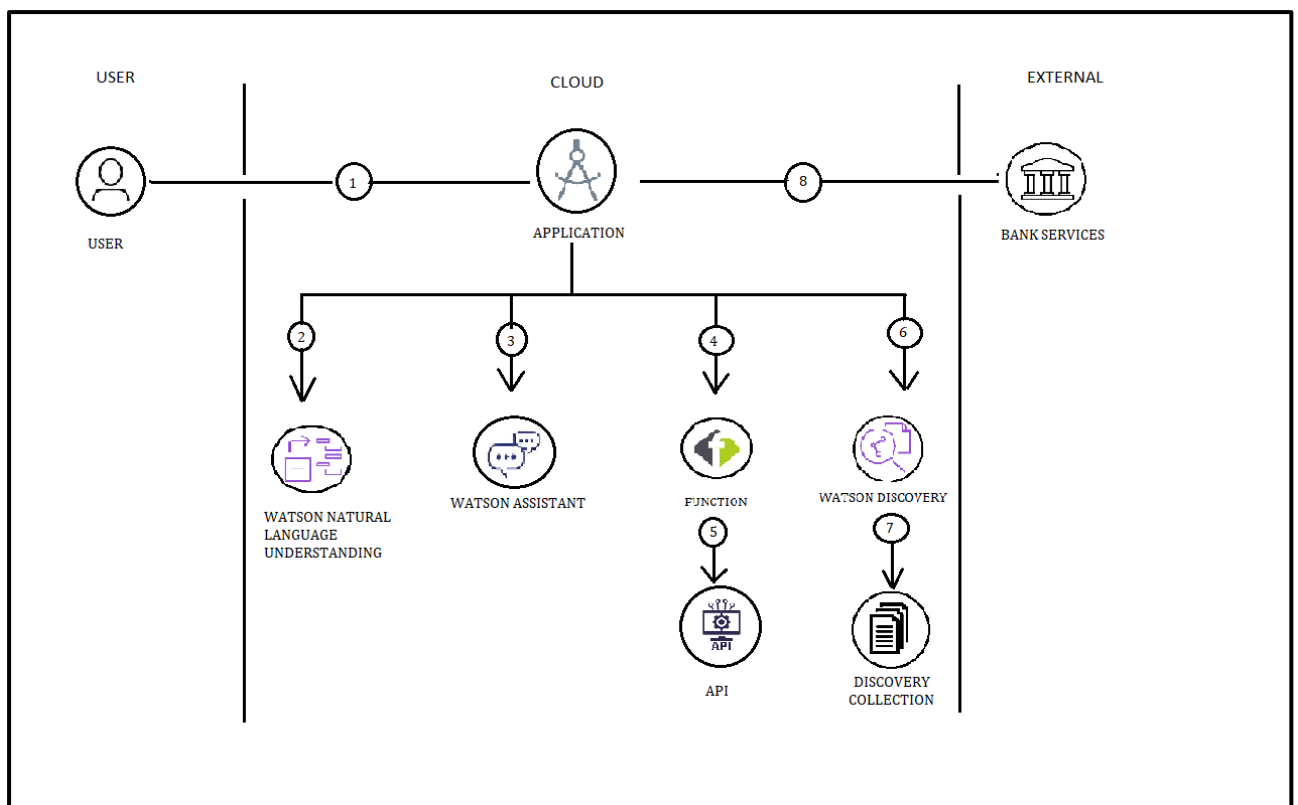 USER
CLOUD
EXTERNAL
1
8
USER
APPLICATION
BANK SERVICES
2
3
4
6
WATSON NATURAL
LANGUAGE
UNDERSTANDING
WATSON ASSISTANT
FUNCTION
WATSON DISCOVERY
5
7
API
API
DISCOVERY
COLLECTION